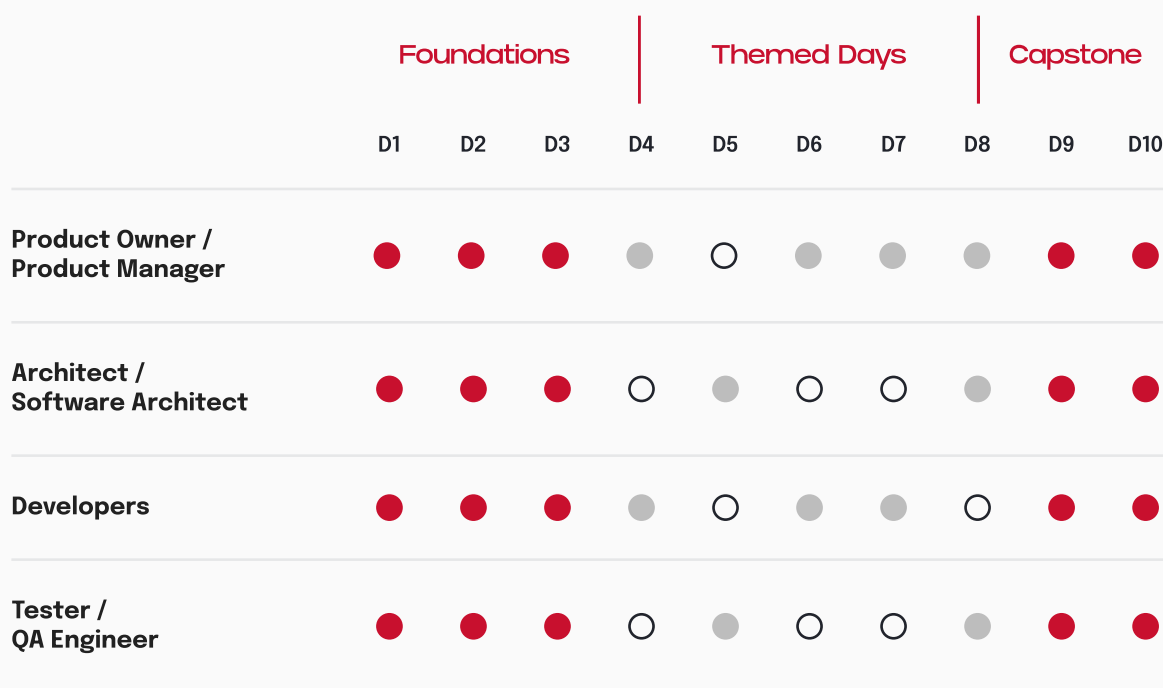 Foundations Themed Days Capstone
D1 D2 D3 D4 D5 D6 D7 D8 D9 D10
Product Owner /
Product Manager
Architect /
Software Architect
Developers
Tester /
QA Engineer